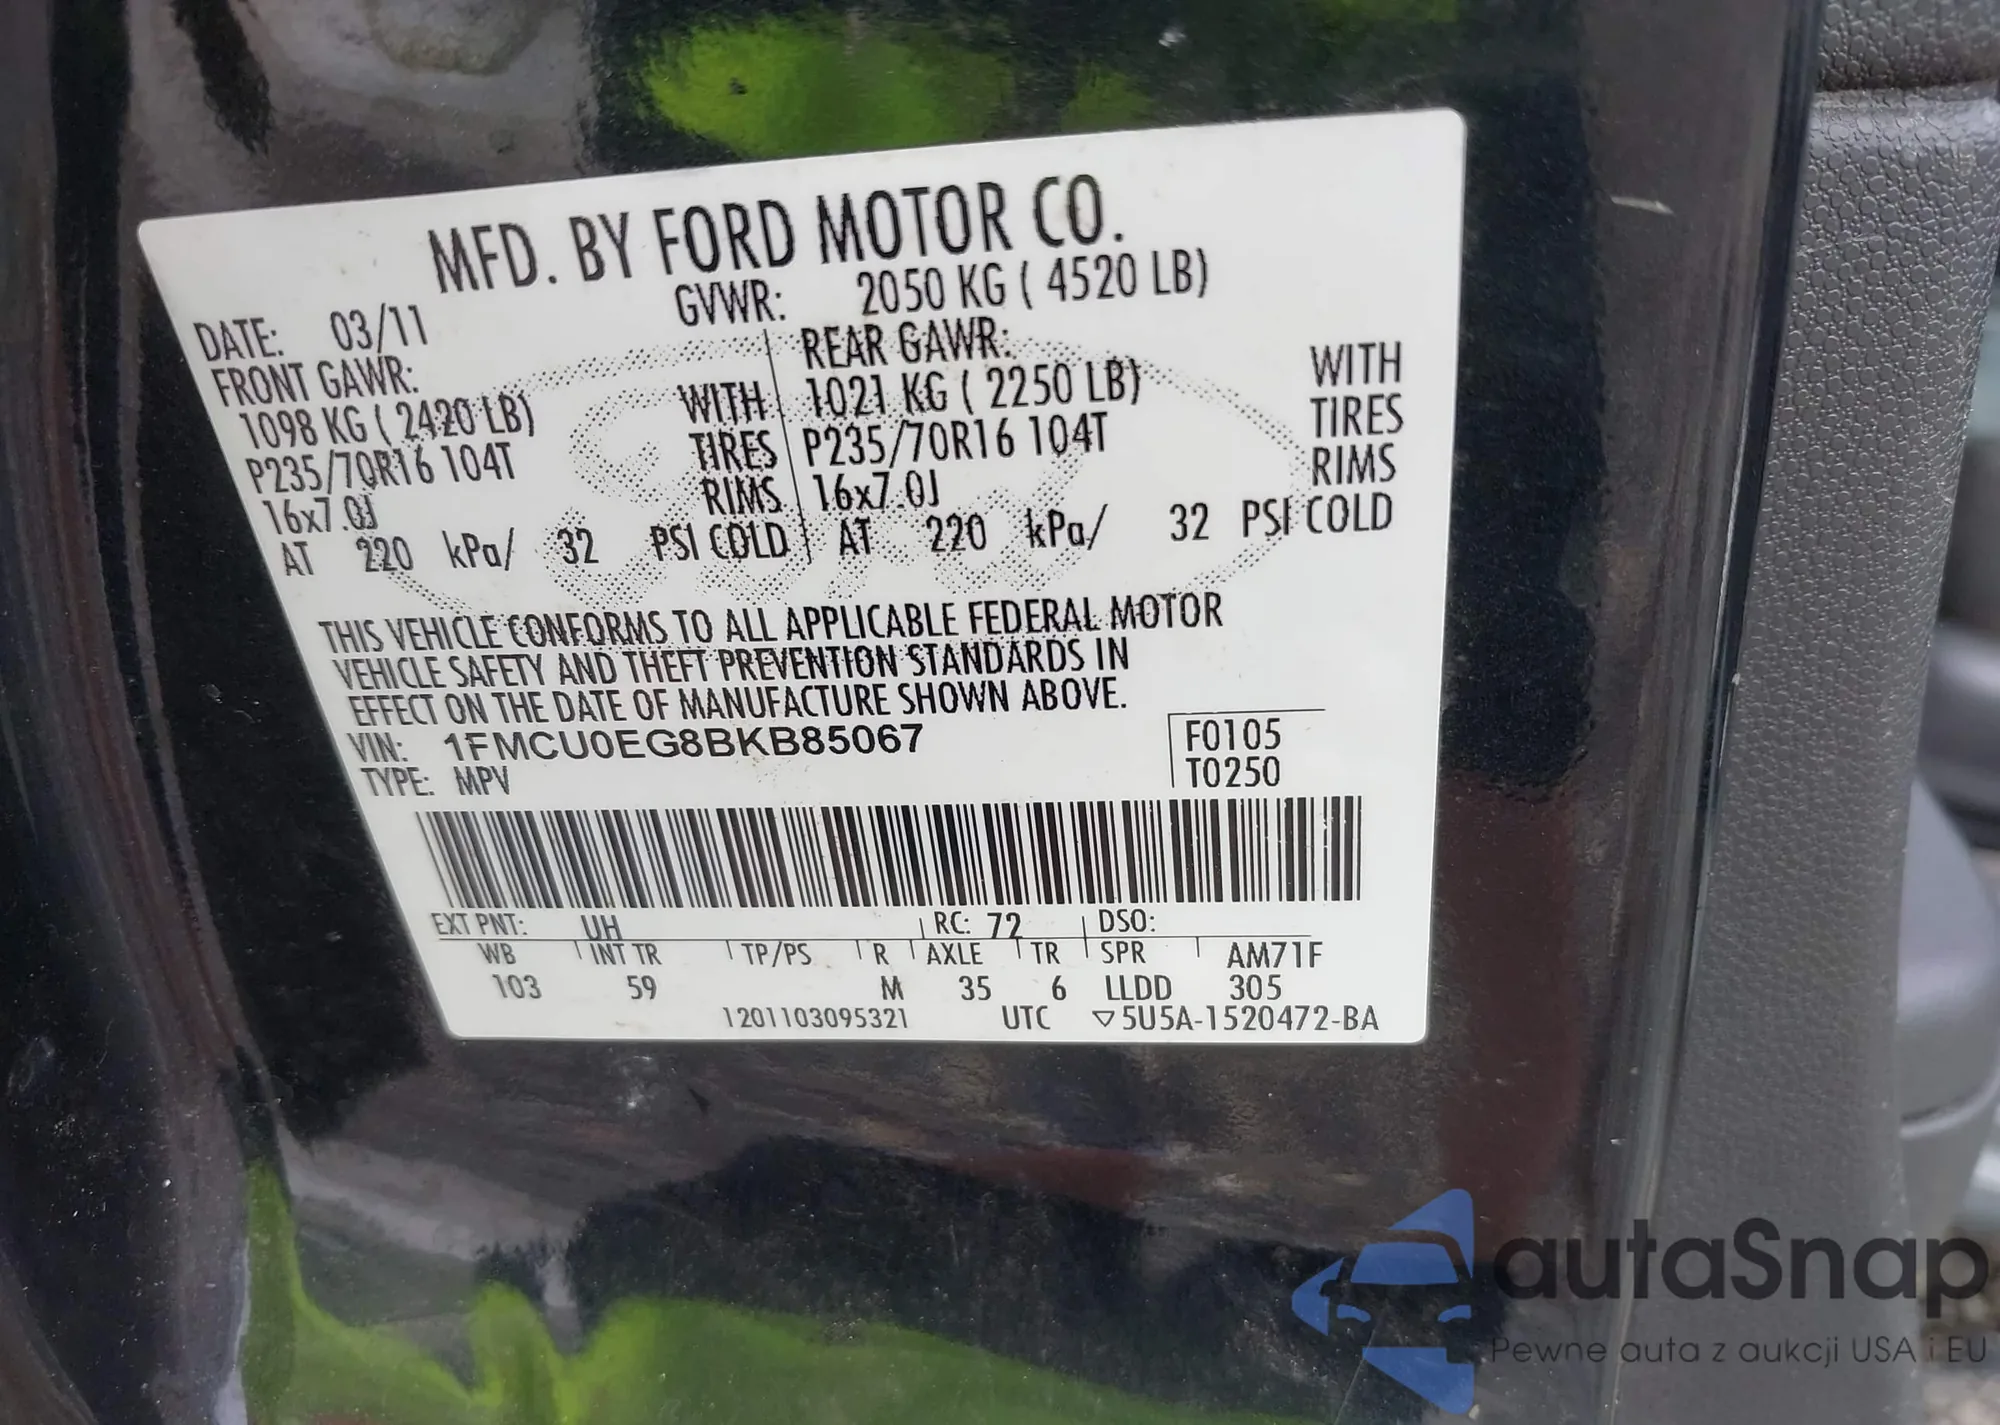 MFD. BY FORD MOTOR CO.
DATE: 03/11 GVWR: 2050 KG ( 4520 LB)
FRONT GAWR: REAR GAWR:
1098 KG ( 2420 LB) WITH 1021 KG ( 2250 LB) WITH
P235/70R16 104T TIRES P235/70R16 104T TIRES
16x7.0J RIMS 16x7.0J RIMS
AT 220 kPa/ 32 PSI COLD AT 220 kPa/ 32 PSI COLD
THIS VEHICLE CONFORMS TO ALL APPLICABLE FEDERAL MOTOR
VEHICLE SAFETY AND THEFT PREVENTION STANDARDS IN
EFFECT ON THE DATE OF MANUFACTURE SHOWN ABOVE.
VIN: 1FMCU0EG8BKB85067 F0105
TYPE: MPV T0250
EXT PNT: UH RC: 72 DSO:
WB INT TR TP/PS R AXLE TR SPR AM71F
103 59 M 35 6 LLDD 305
1201103095321 UTC ▽5U5A-1520472-BA
autaSnap
Pewne auta z aukcji USA i EU